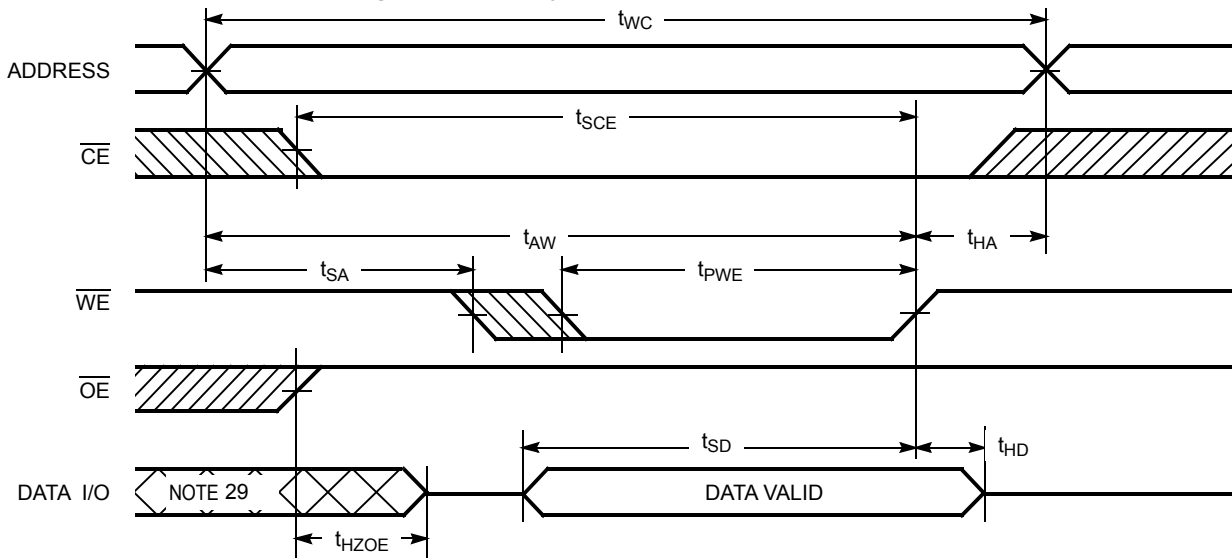 tWC
ADDRESS
tSCE
CE
tAW
tHA
tSA
tPWE
WE
OE
tSD
tHD
DATA I/O
NOTE 29
DATA VALID
tHZOE